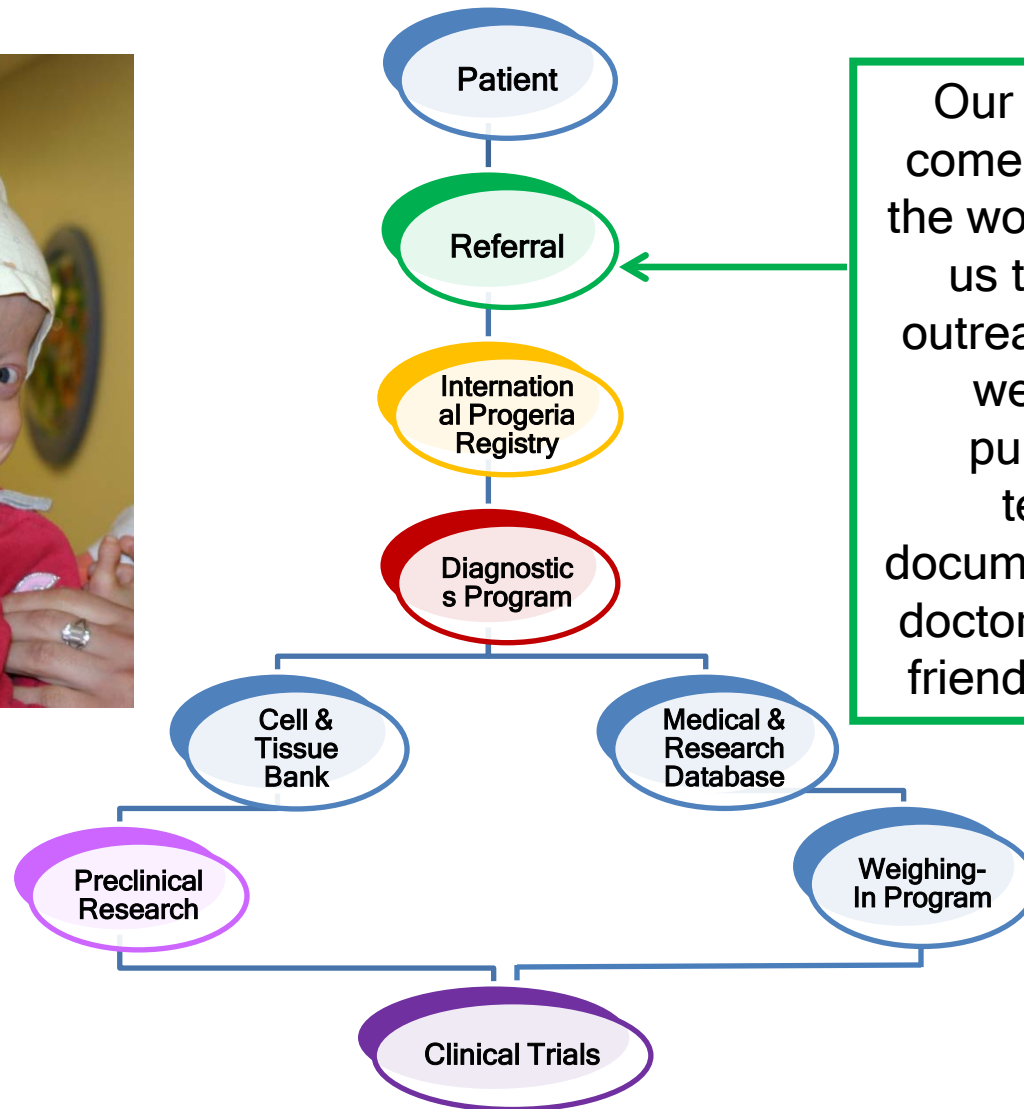 Patient
Referral
Internation
al Progeria
Registry
Diagnostic
s Program
Cell &
Tissue
Bank
Medical &
Research
Database
Preclinical
Research
Weighing-
In Program
Clinical Trials
Our
come
the wo
us t
outrea
we
pu
te
docum
doctor
friend